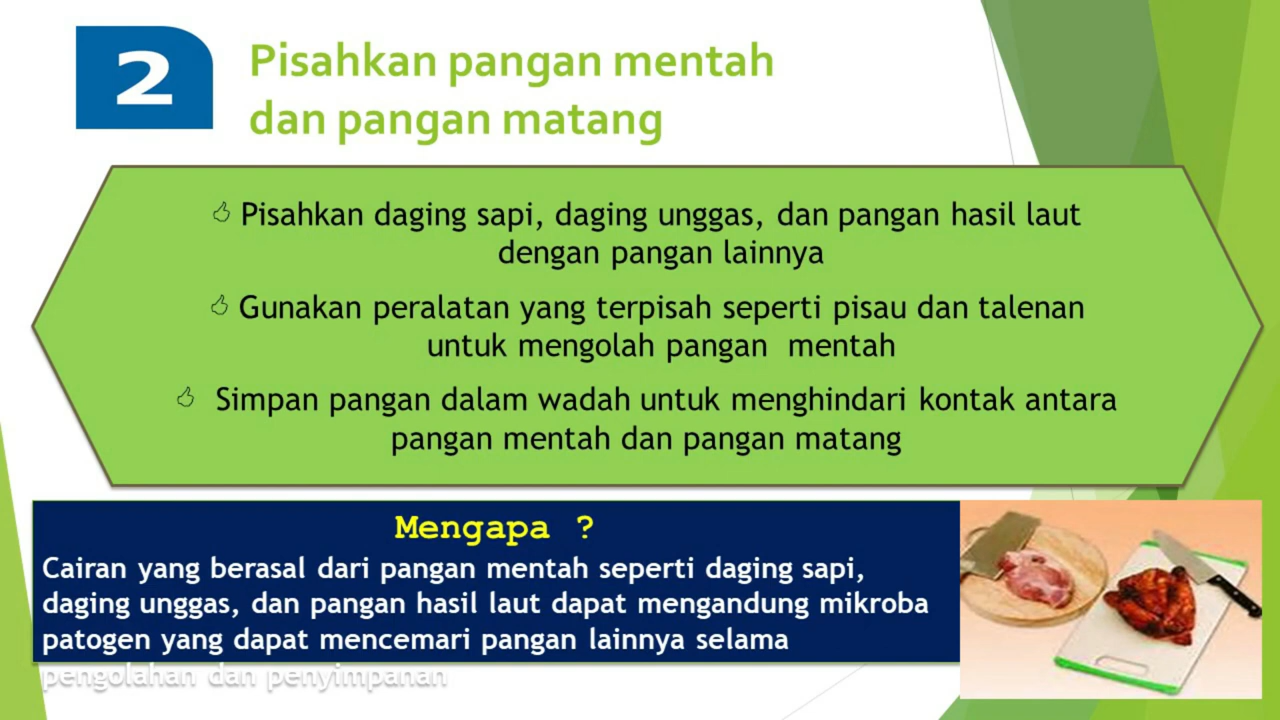 2
Pisahkan pangan mentah
dan pangan matang
Pisahkan daging sapi, daging unggas, dan pangan hasil laut
dengan pangan lainnya
Gunakan peralatan yang terpisah seperti pisau dan talenan
untuk mengolah pangan  mentah
Simpan pangan dalam wadah untuk menghindari kontak antara
pangan mentah dan pangan matang
Mengapa ?
Cairan yang berasal dari pangan mentah seperti daging sapi,
daging unggas, dan pangan hasil laut dapat mengandung mikroba
patogen yang dapat mencemari pangan lainnya selama
pengolahan dan penyimpanan